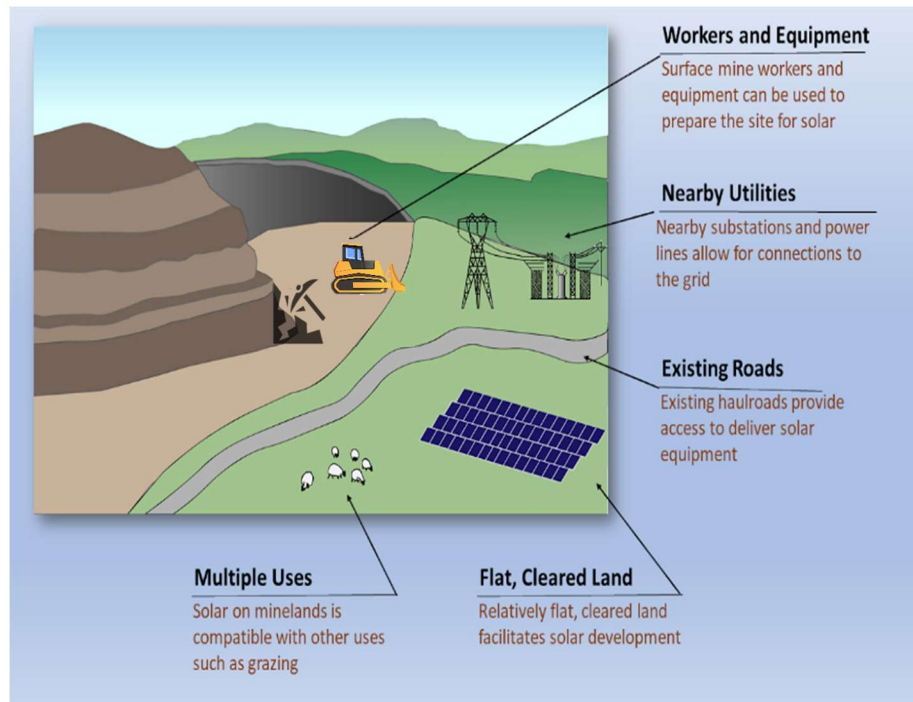 Workers and Equipment
Surface mine workers and
equipment can be used to
prepare the site for solar
Nearby Utilities
Nearby substations and power
lines allow for connections to
the grid
Existing Roads
Existing haulroads provide
access to deliver solar
equipment
Multiple Uses
Solar on minelands is
compatible with other uses
such as grazing
Flat, Cleared Land
Relatively flat, cleared land
facilitates solar development